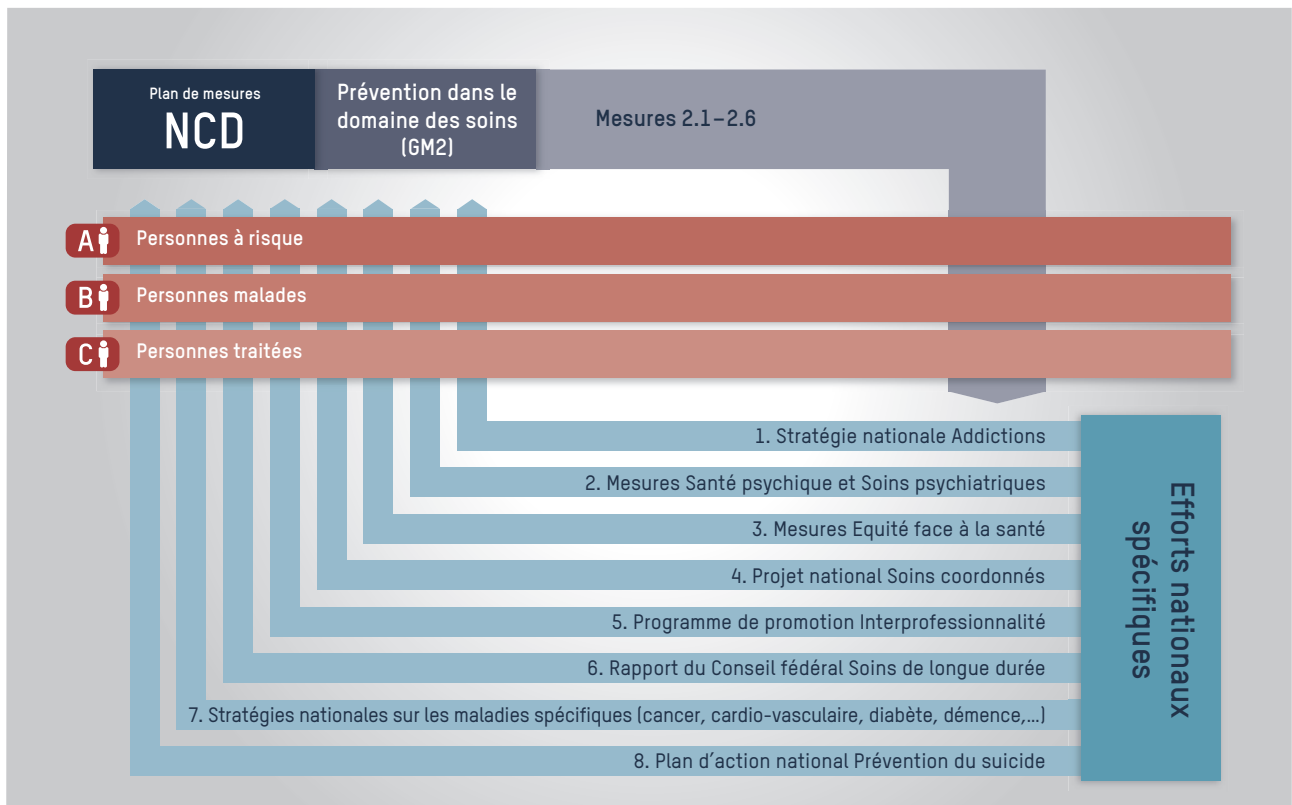 Plan de mesures
NCD
Prévention dans le
domaine des soins
(GM2)
Mesures 2.1–2.6
A
Personnes à risque
B
Personnes malades
C
Personnes traitées
1. Stratégie nationale Addictions
2. Mesures Santé psychique et Soins psychiatriques
3. Mesures Equité face à la santé
4. Projet national Soins coordonnés
5. Programme de promotion Interprofessionnalité
6. Rapport du Conseil fédéral Soins de longue durée
7. Stratégies nationales sur les maladies spécifiques (cancer, cardio-vasculaire, diabète, démence,...)
8. Plan d’action national Prévention du suicide
Efforts nationaux
spécifiques